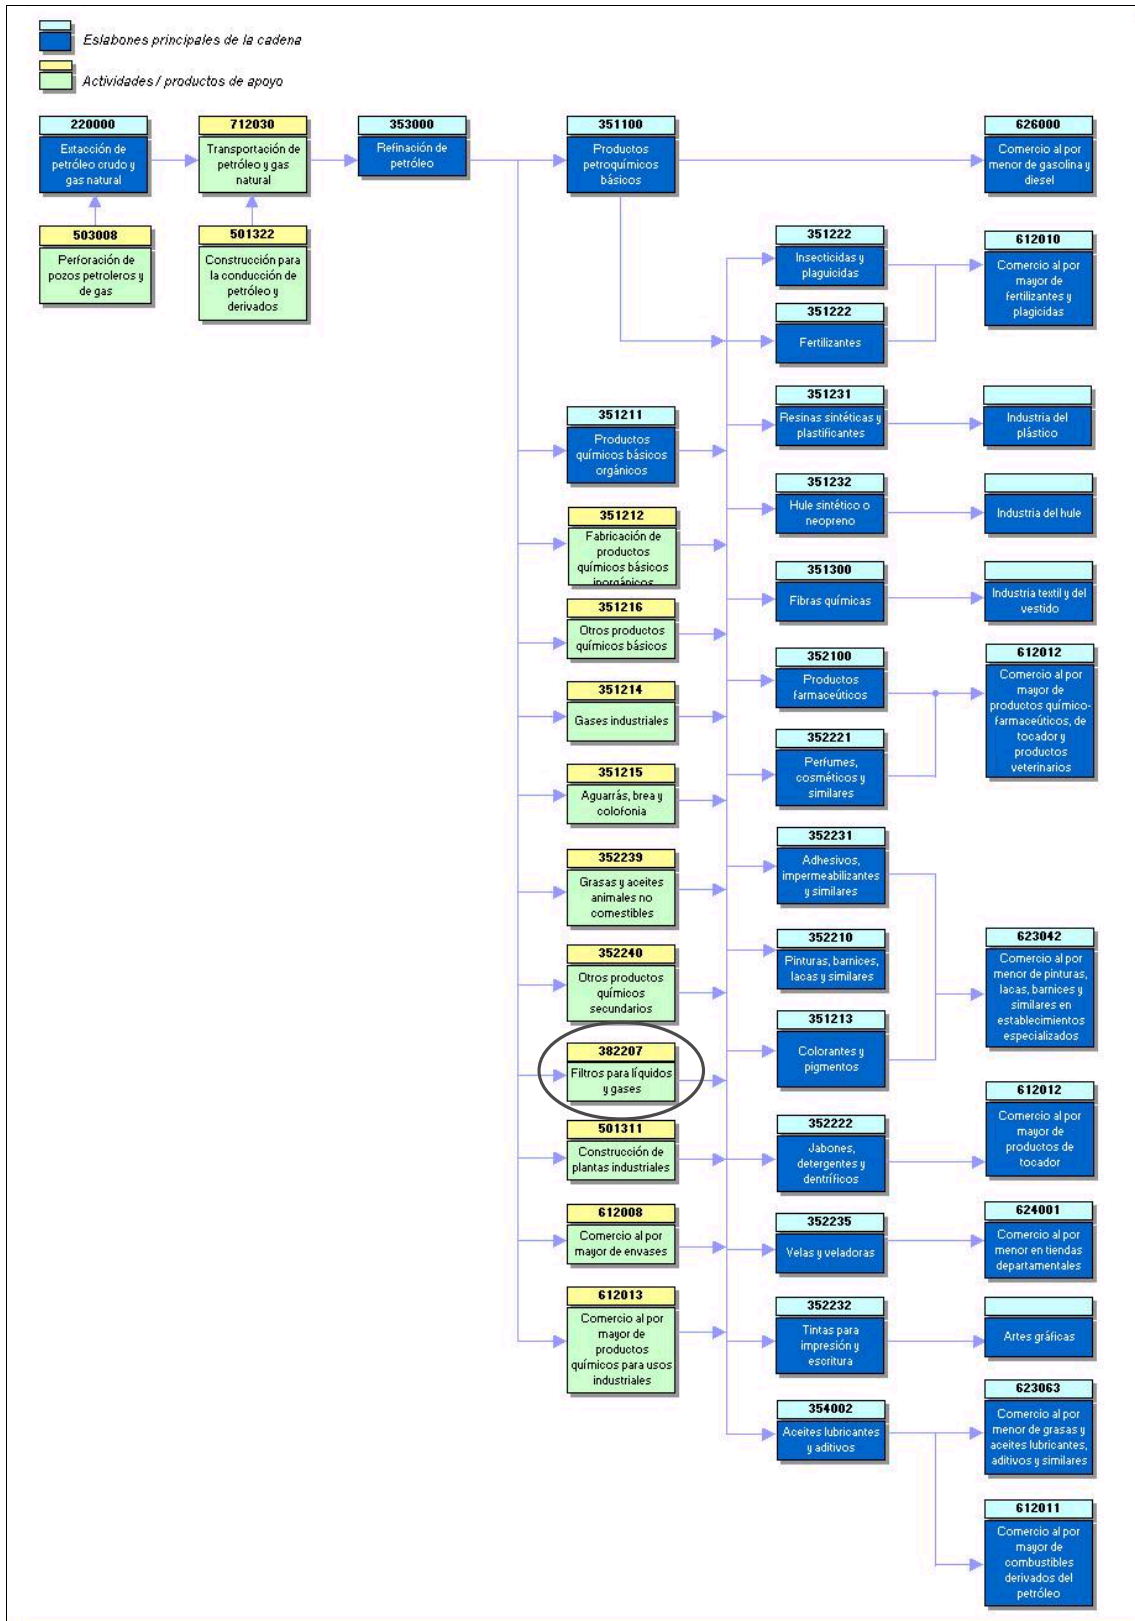 Eslabones principales de la cadena
Actividades / productos de apoyo
220000
Extacción de
petróleo crudo y
gas natural
712030
Transportación de
petróleo y gas
natural
353000
Refinación de
petróleo
351100
Productos
petroquímicos
básicos
626000
Comercio al por
menor de gasolina y
diesel
503008
Perforación de
pozos petroleros y
de gas
501322
Construcción para
la conducción de
petróleo y
derivados
351222
Insecticidas y
plaguicidas
612010
Comercio al por
mayor de
fertilizantes y
plagicidas
351222
Fertilizantes
351211
Productos
químicos básicos
orgánicos
351231
Resinas sintéticas y
plastificantes
Industria del
plástico
351212
Fabricación de
productos
químicos básicos
inorgánicos
351232
Hule sintético o
neopreno
Industria del hule
351216
Otros productos
químicos básicos
351300
Fibras químicas
Industria textil y del
vestido
351214
Gases industriales
352100
Productos
farmaceúticos
612012
Comercio al por
mayor de
productos químico-
farmaceúticos, de
tocador y
productos
veterinarios
351215
Aguarrás, brea y
colofonia
352221
Perfumes,
cosméticos y
similares
352239
Grasas y aceites
animales no
comestibles
352231
Adhesivos,
impermeabilizantes
y similares
352240
Otros productos
químicos
secundarios
352210
Pinturas, barnices,
lacas y similares
623042
Comercio al por
menor de pinturas,
lacas, barnices y
similares en
establecimientos
especializados
382207
Filtros para líquidos
y gases
351213
Colorantes y
pigmentos
501311
Construcción de
plantas industriales
352222
Jabones,
detergentes y
dentríficos
612012
Comercio al por
mayor de
productos de
tocador
612008
Comercio al por
mayor de envases
352235
Velas y veladoras
624001
Comercio al por
menor en tiendas
departamentales
612013
Comercio al por
mayor de
productos
químicos para usos
industriales
352232
Tintas para
impresión y
escritura
Artes gráficas
354002
Aceites lubricantes
y aditivos
623063
Comercio al por
menor de grasas y
aceites lubricantes,
aditivos y similares
612011
Comercio al por
mayor de
combustibles
derivados del
petróleo